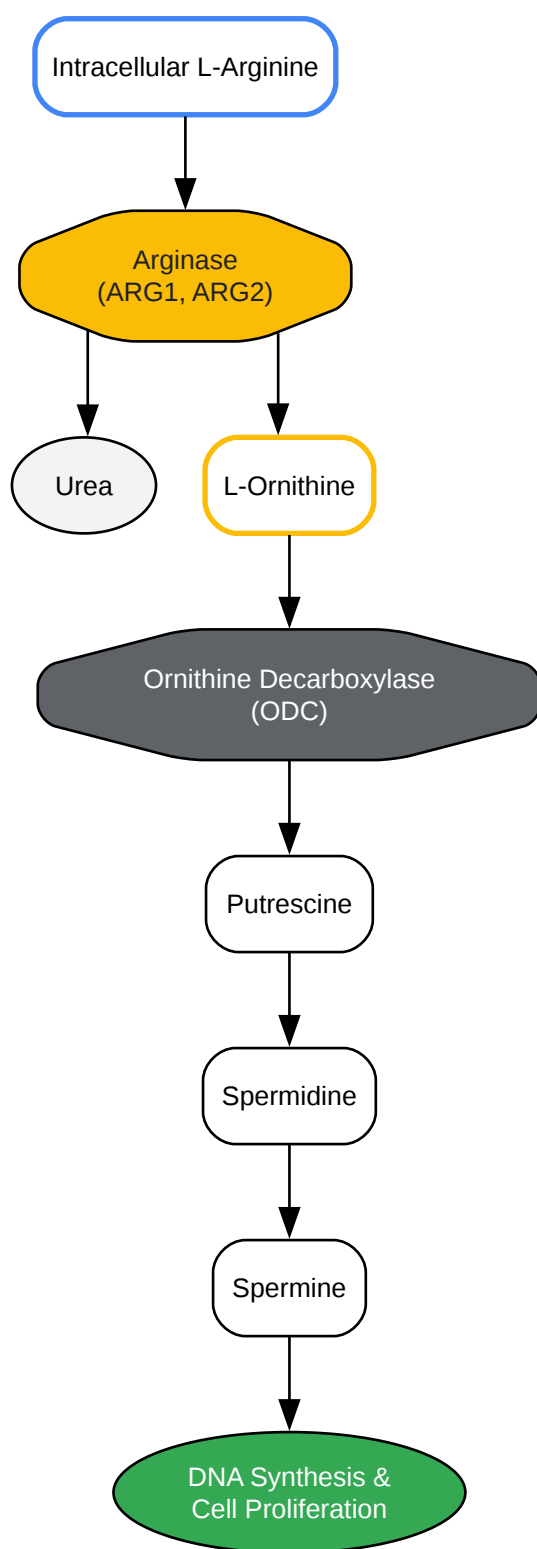 Intracellular L-Arginine
Arginase
(ARG1, ARG2)
Urea
L-Ornithine
Ornithine Decarboxylase
(ODC)
Putrescine
Spermidine
Spermine
DNA Synthesis &
Cell Proliferation